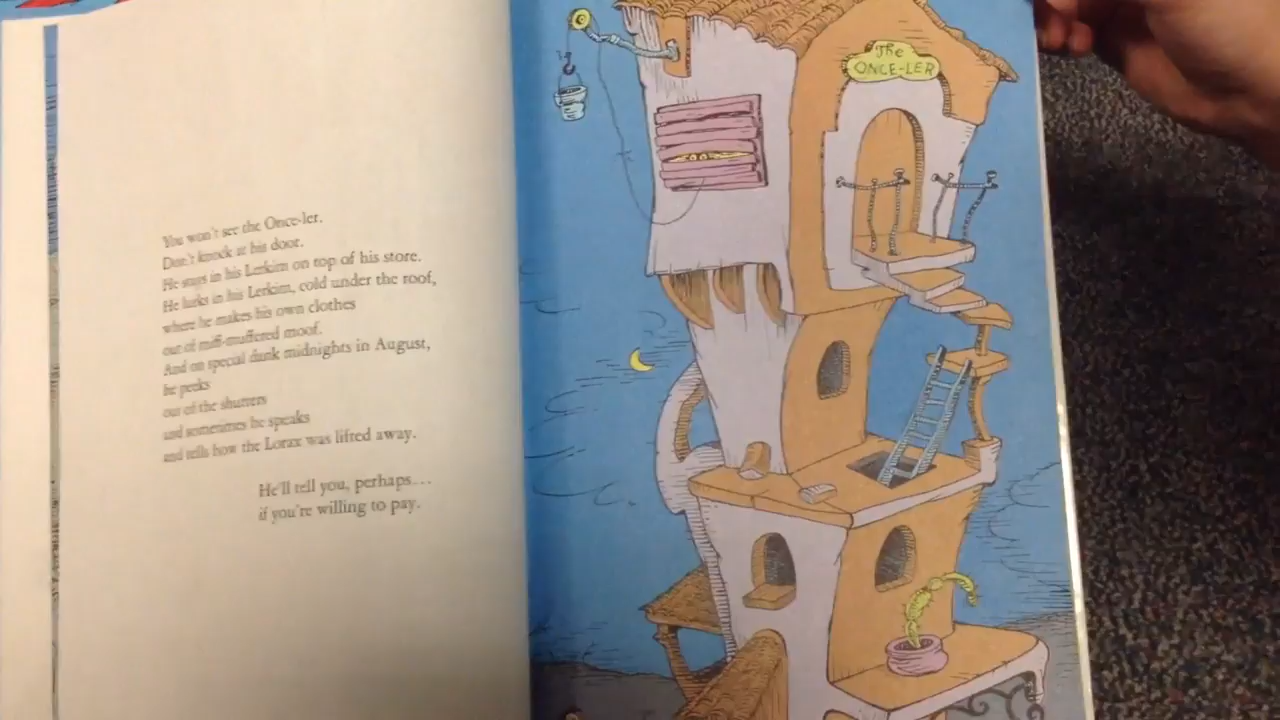 You won't see the Once-ler.
Don't knock at his door.
He stays in his Lerkim on top of his store.
He lurks in his Lerkim, cold under the roof,
where he makes his own clothes
out of miff-muffered moof.
And on special dank midnights in August,
he peeks
out of the shutters
and sometimes he speaks
and tells how the Lorax was lifted away.
He'll tell you, perhaps...
if you're willing to pay.
The
ONCE-LER